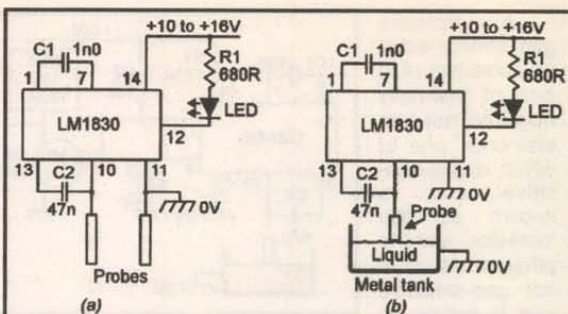 +10 to +16V
C1 1n0
R1
680R
1 7 14
LED
LM1830
12
13 10 11
C2
47n
0V
Probes
(a)
+10 to +16V
C1 1n0
R1
680R
1 7 14
LED
LM1830
12
13 10 11
C2
47n
0V
Probe
Liquid
0V
Metal tank
(b)